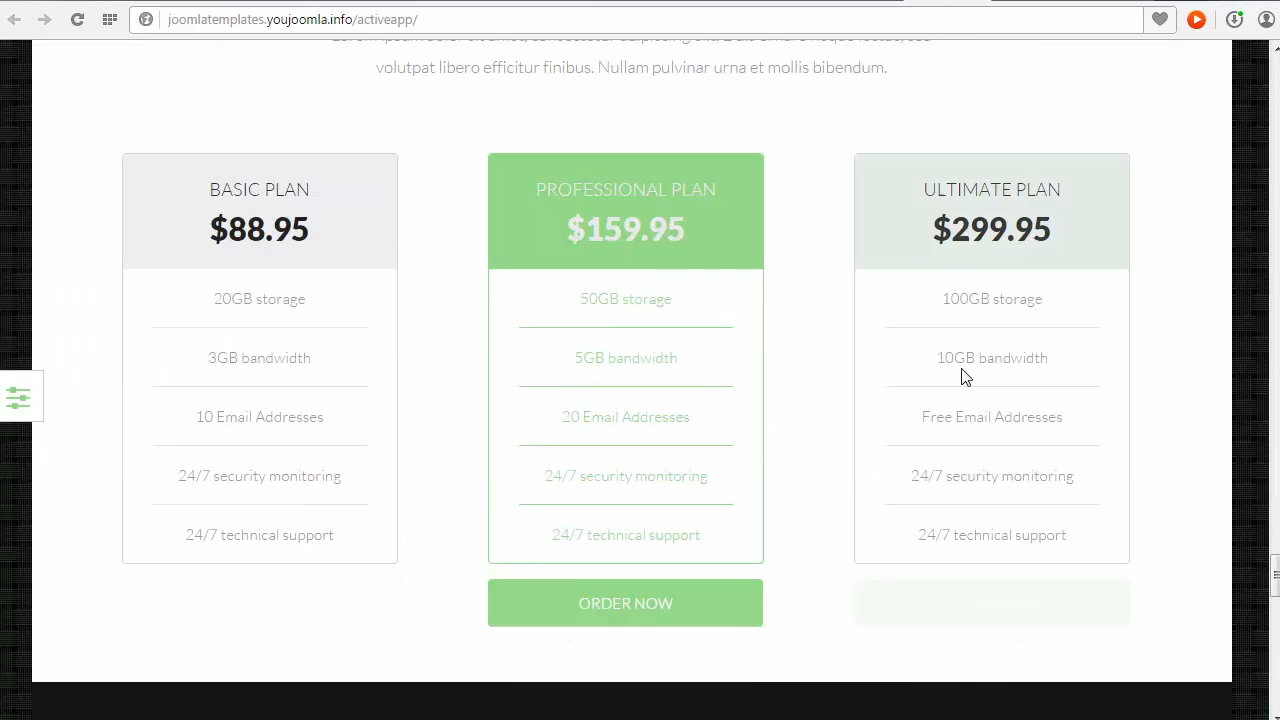 joomlatemplates.youjoomla.info/activeapp/
volutpat libero efficitur finibus. Nullam pulvinar urna et mollis bibendum.
BASIC PLAN
$88.95
20GB storage
3GB bandwidth
10 Email Addresses
24/7 security monitoring
24/7 technical support
PROFESSIONAL PLAN
$159.95
50GB storage
5GB bandwidth
20 Email Addresses
24/7 security monitoring
24/7 technical support
ORDER NOW
ULTIMATE PLAN
$299.95
100GB storage
10GB bandwidth
Free Email Addresses
24/7 security monitoring
24/7 technical support